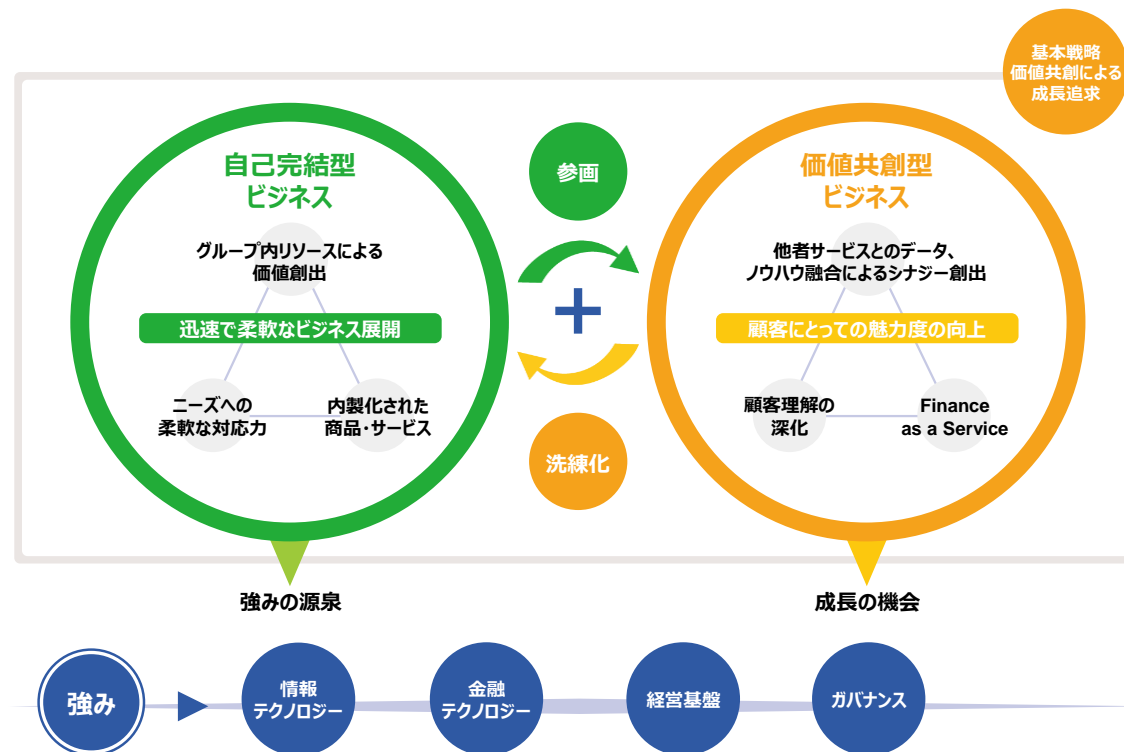 基本戦略
価値共創による
成長追求
自己完結型
ビジネス
グループ内リソースによる
価値創出
迅速で柔軟なビジネス展開
ニーズへの
柔軟な対応力
内製化された
商品・サービス
参画
+
洗練化
価値共創型
ビジネス
他者サービスとのデータ、
ノウハウ融合によるシナジー創出
顧客にとっての魅力度の向上
顧客理解の
深化
Finance
as a Service
強みの源泉
成長の機会
強み
情報
テクノロジー
金融
テクノロジー
経営基盤
ガバナンス